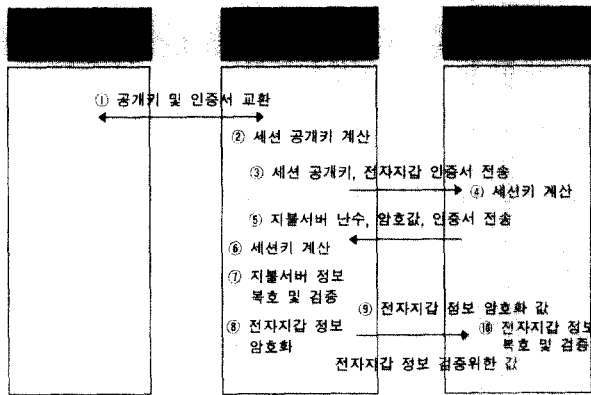 ① 공개키 및 인증서 교환
② 세션 공개키 계산
③ 세션 공개키, 전자지갑 인증서 전송
④ 세션키 계산
⑤ 지불서버 난수, 암호값, 인증서 전송
⑥ 세션키 계산
⑦ 지불서버 정보
복호 및 검증
⑧ 전자지갑 정보
암호화
⑨ 전자지갑 정보 암호화 값
⑩ 전자지갑 정보
복호 및 검증
전자지갑 정보 검증위한 값